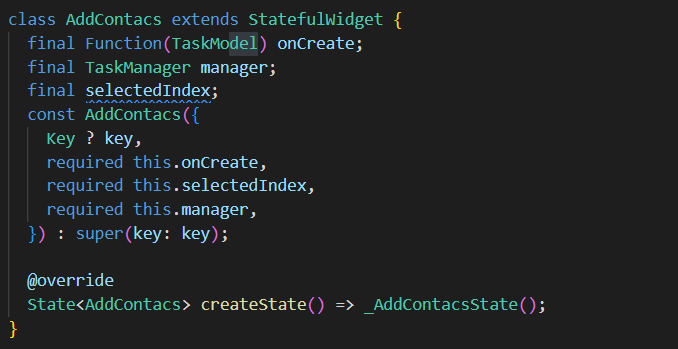 class AddContacs extends StatefulWidget {
  final Function(TaskModel) onCreate;
  final TaskManager manager;
  final selectedIndex;
  const AddContacs({
    Key ? key,
    required this.onCreate,
    required this.selectedIndex,
    required this.manager,
  }) : super(key: key);

  @override
  State<AddContacs> createState() => _AddContacsState();
}